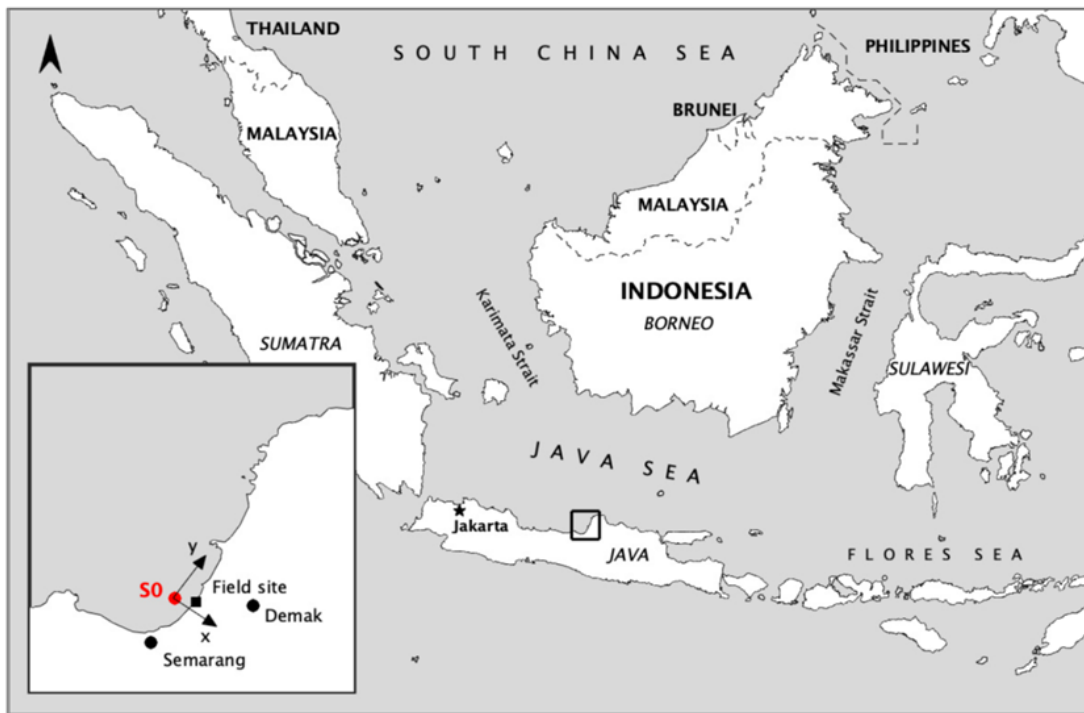 THAILAND
SOUTH CHINA SEA
PHILIPPINES
BRUNEI
MALAYSIA
MALAYSIA
INDONESIA
BORNEO
Karimata Strait
Makassar Strait
SUMATRA
SULAWESI
JAVA SEA
Jakarta
JAVA
FLORES SEA
y
S0
Field site
Demak
x
Semarang